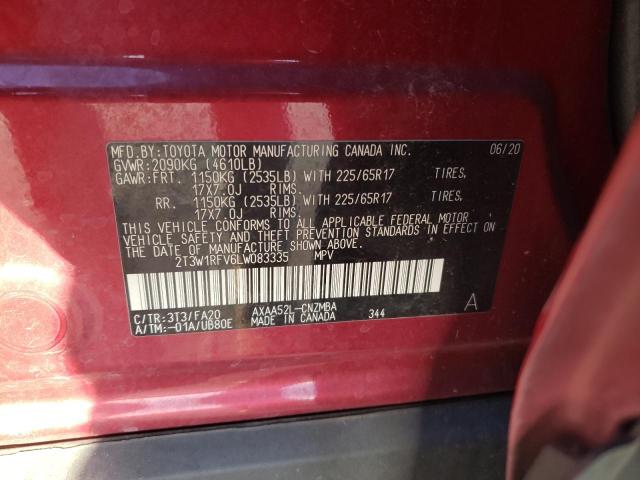 MFD.BY:TOYOTA MOTOR MANUFACTURING CANADA INC. 06/20
GVWR:2090KG (4610LB)
GAWR:FRT. 1150KG (2535LB) WITH 225/65R17 TIRES,
17X7.0J RIMS.
RR. 1150KG (2535LB) WITH 225/65R17 TIRES,
17X7.0J RIMS.
THIS VEHICLE CONFORMS TO ALL APPLICABLE FEDERAL MOTOR
VEHICLE SAFETY AND THEFT PREVENTION STANDARDS IN EFFECT ON
THE DATE OF MANUFACTURE SHOWN ABOVE.
2T3W1RFV6LW083335 MPV
C/TR:3T3/FA20 AXAA52L-CNZMBA 344 A
A/TM:-01A/UB80E MADE IN CANADA